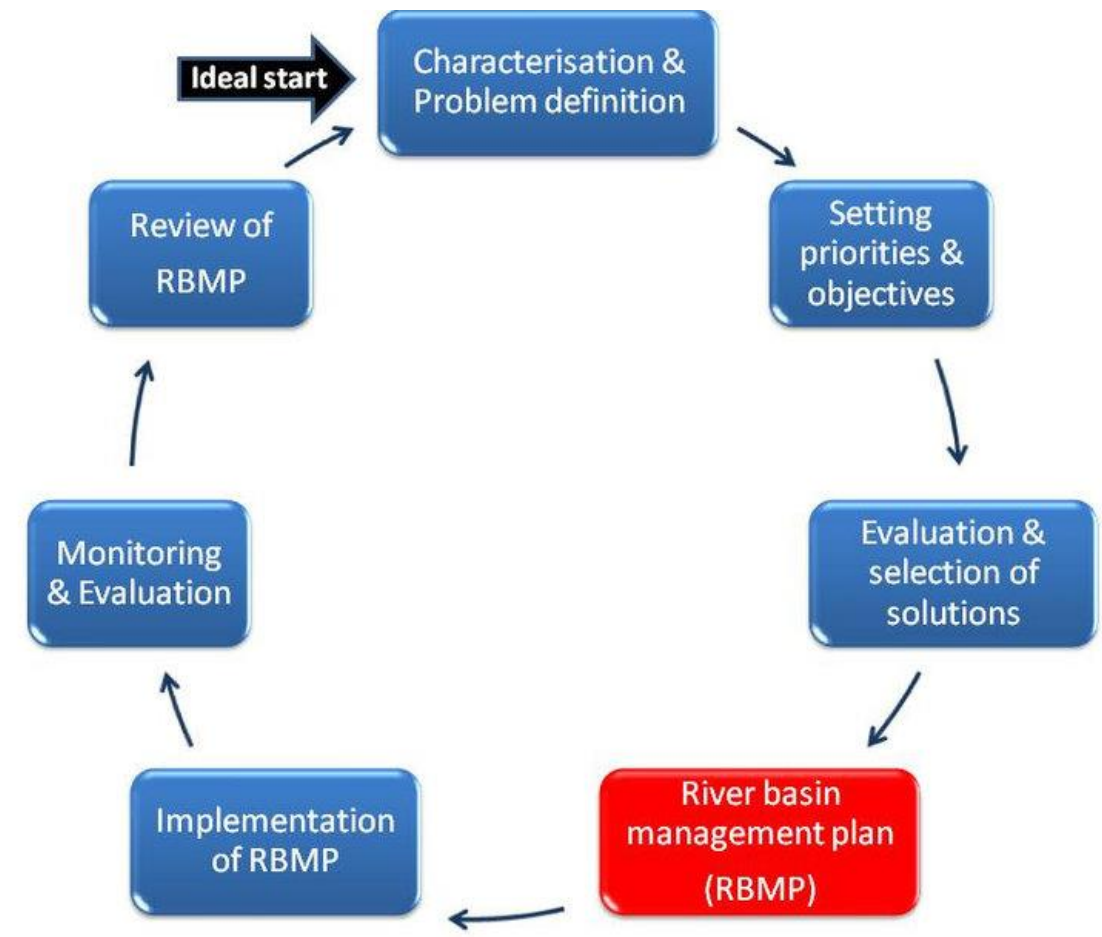 Ideal start
Characterisation &
Problem definition
Setting
priorities &
objectives
Evaluation &
selection of
solutions
River basin
management plan
(RBMP)
Implementation
of RBMP
Monitoring
& Evaluation
Review of
RBMP